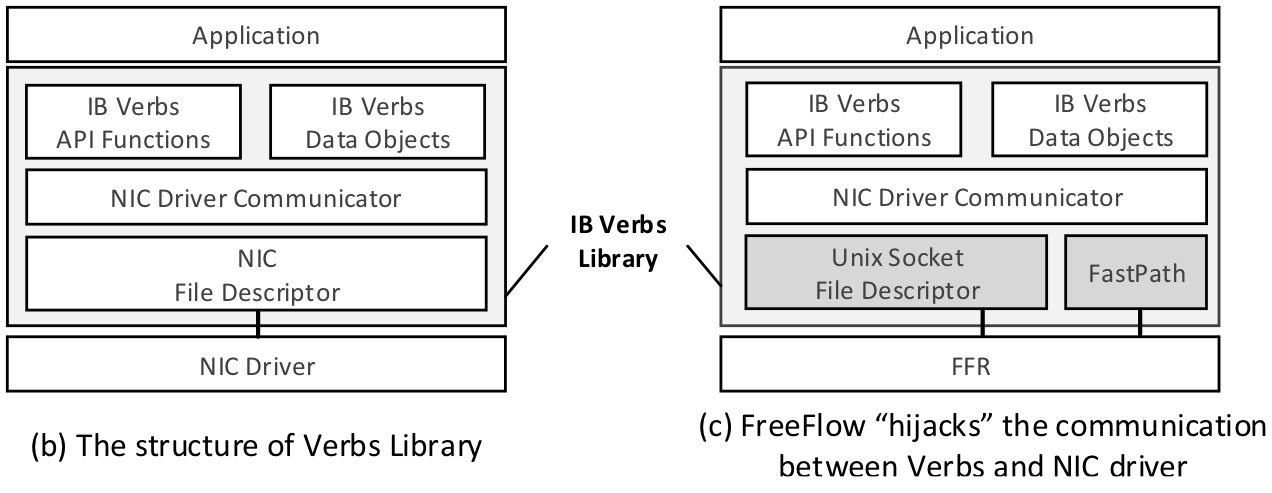 Application
IB Verbs
API Functions
IB Verbs
Data Objects
NIC Driver Communicator
NIC
File Descriptor
NIC Driver
(b) The structure of Verbs Library
IB Verbs
Library
Application
IB Verbs
API Functions
IB Verbs
Data Objects
NIC Driver Communicator
Unix Socket
File Descriptor
FastPath
FFR
(c) FreeFlow “hijacks” the communication
between Verbs and NIC driver